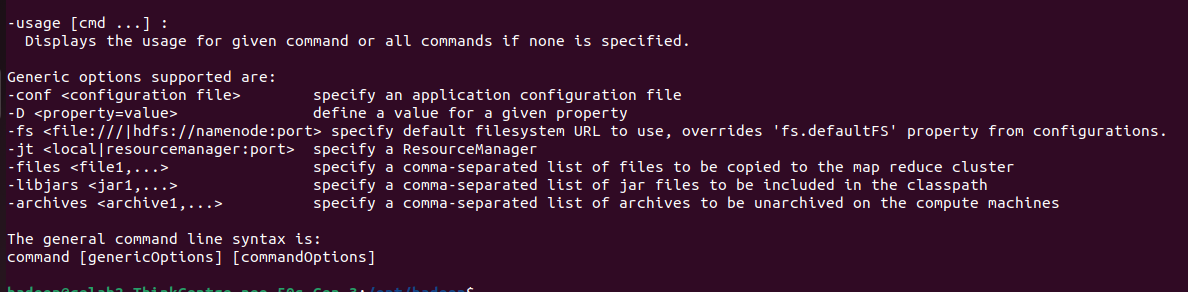 -usage [cmd ...] :
  Displays the usage for given command or all commands if none is specified.

Generic options supported are:
-conf <configuration file>        specify an application configuration file
-D <property=value>               define a value for a given property
-fs <file:///|hdfs://namenode:port> specify default filesystem URL to use, overrides 'fs.defaultFS' property from configurations.
-jt <local|resourcemanager:port>  specify a ResourceManager
-files <file1,...>                specify a comma-separated list of files to be copied to the map reduce cluster
-libjars <jar1,...>               specify a comma-separated list of jar files to be included in the classpath
-archives <archive1,...>          specify a comma-separated list of archives to be unarchived on the compute machines

The general command line syntax is:
command [genericOptions] [commandOptions]